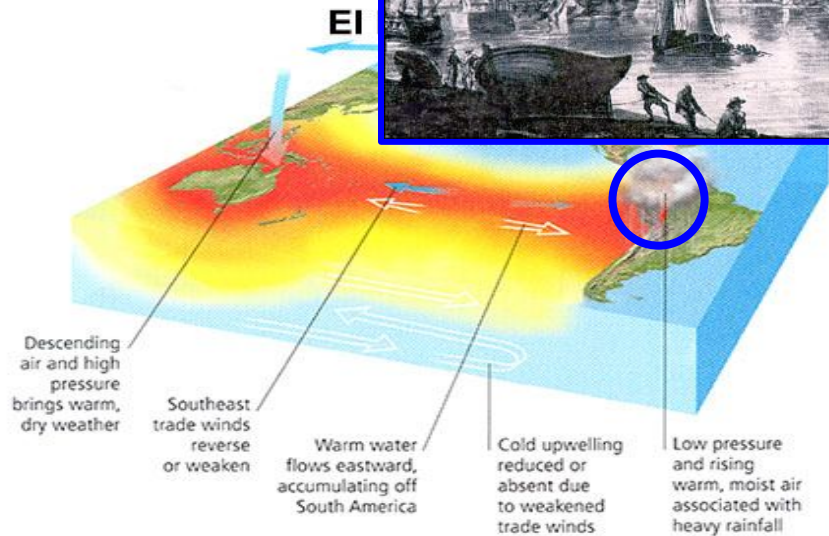 El
Descending
air and high
pressure
brings warm,
dry weather
Southeast
trade winds
reverse
or weaken
Warm water
flows eastward,
accumulating off
South America
Cold upwelling
reduced or
absent due
to weakened
trade winds
Low pressure
and rising
warm, moist air
associated with
heavy rainfall